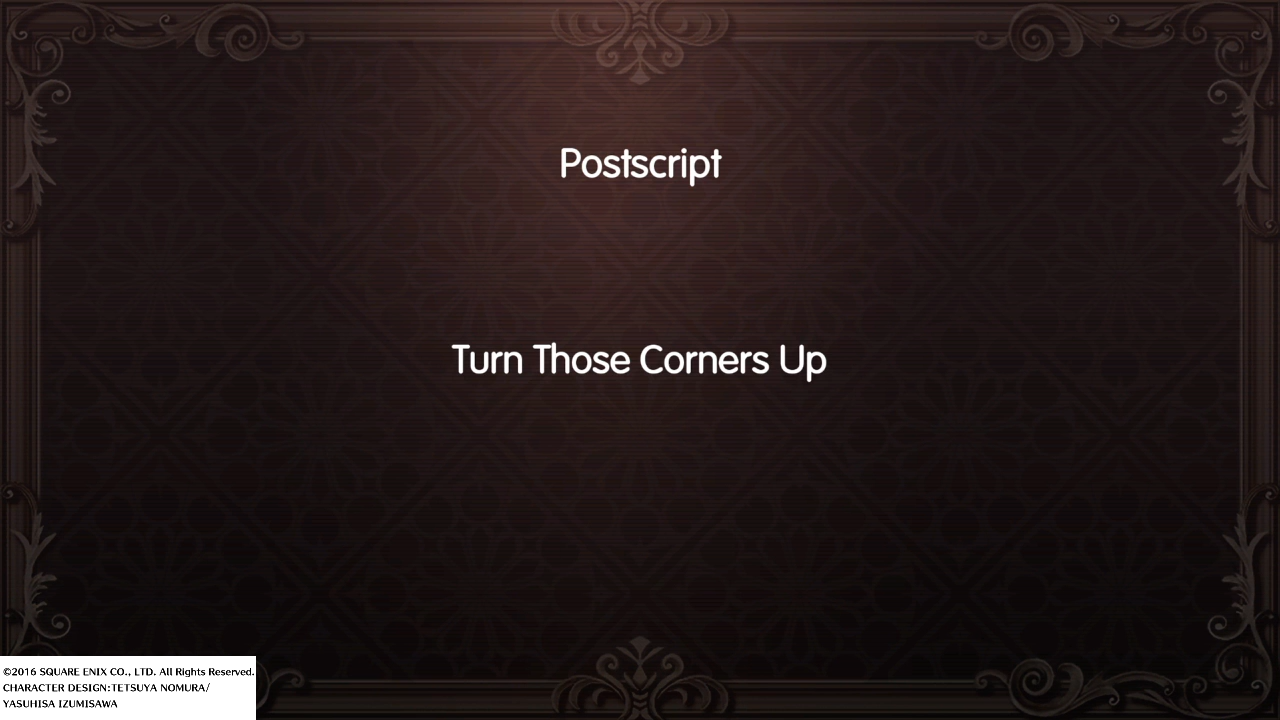 Postscript
Turn Those Corners Up
©2016 SQUARE ENIX CO., LTD. All Rights Reserved.
CHARACTER DESIGN:TETSUYA NOMURA/
YASUHISA IZUMISAWA